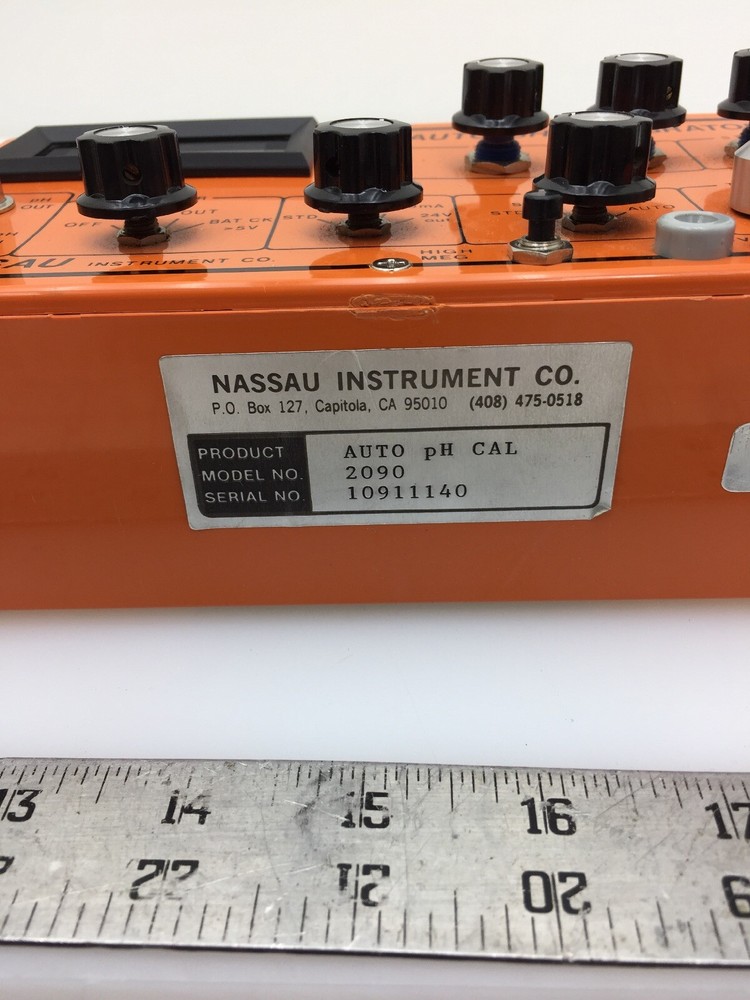 pH
OUT
OUT
OFF
BAT CK
>5V
STD
mA
24V
out
AUTO
HIGH
MEG
INSTRUMENT CO.
NASSAU INSTRUMENT CO.
P.O. Box 127, Capitola, CA 95010 (408) 475-0518
PRODUCT AUTO pH CAL
MODEL NO. 2090
SERIAL NO. 10911140
13 14 15 16 17
22 21 20